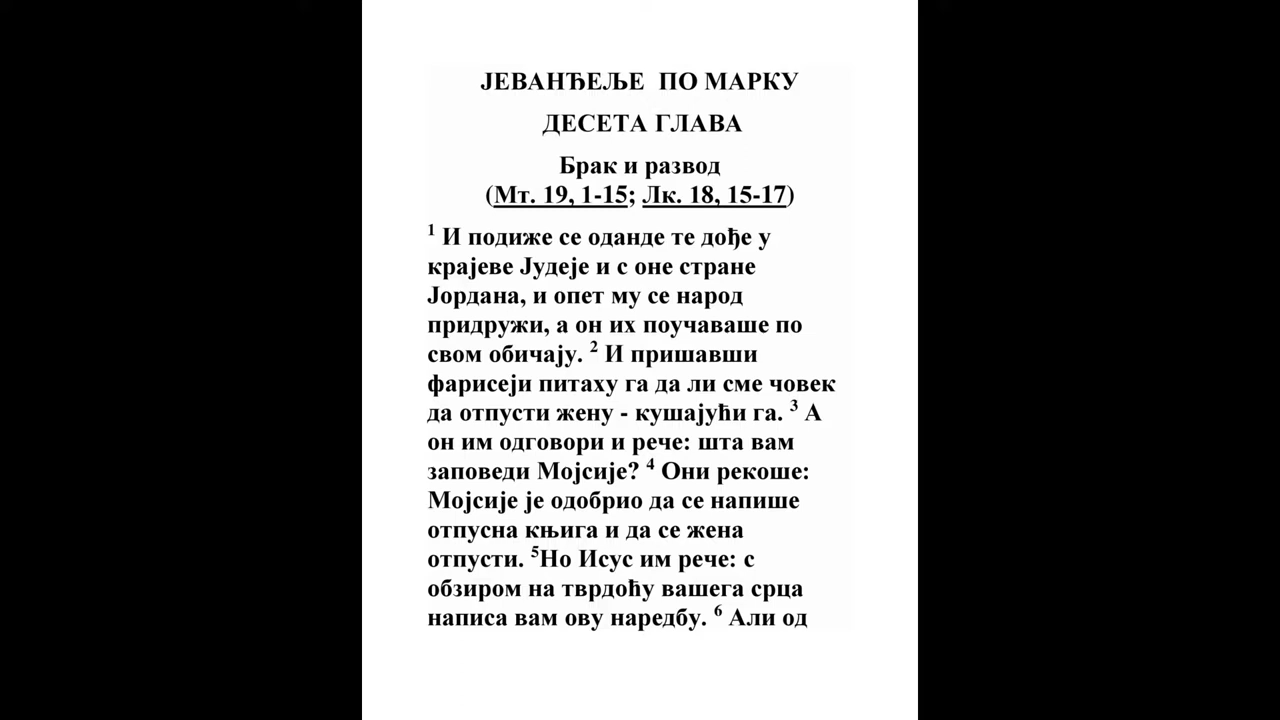 ЈЕВАНЂЕЉЕ ПО МАРКУ
ДЕСЕТА ГЛАВА
Брак и развод
(Мт. 19, 1-15; Лк. 18, 15-17)
1 И подиже се оданде те дође у
крајеве Јудеје и с оне стране
Јордана, и опет му се народ
придружи, а он их поучаваше по
свом обичају. 2 И пришавши
фарисеји питаху га да ли сме човек
да отпусти жену - кушајући га. 3 А
он им одговори и рече: шта вам
заповеди Мојсије? 4 Они рекоше:
Мојсије је одобрио да се напише
отпусна књига и да се жена
отпусти. 5Но Исус им рече: с
обзиром на тврдоћу вашега срца
написа вам ову наредбу. 6 Али од